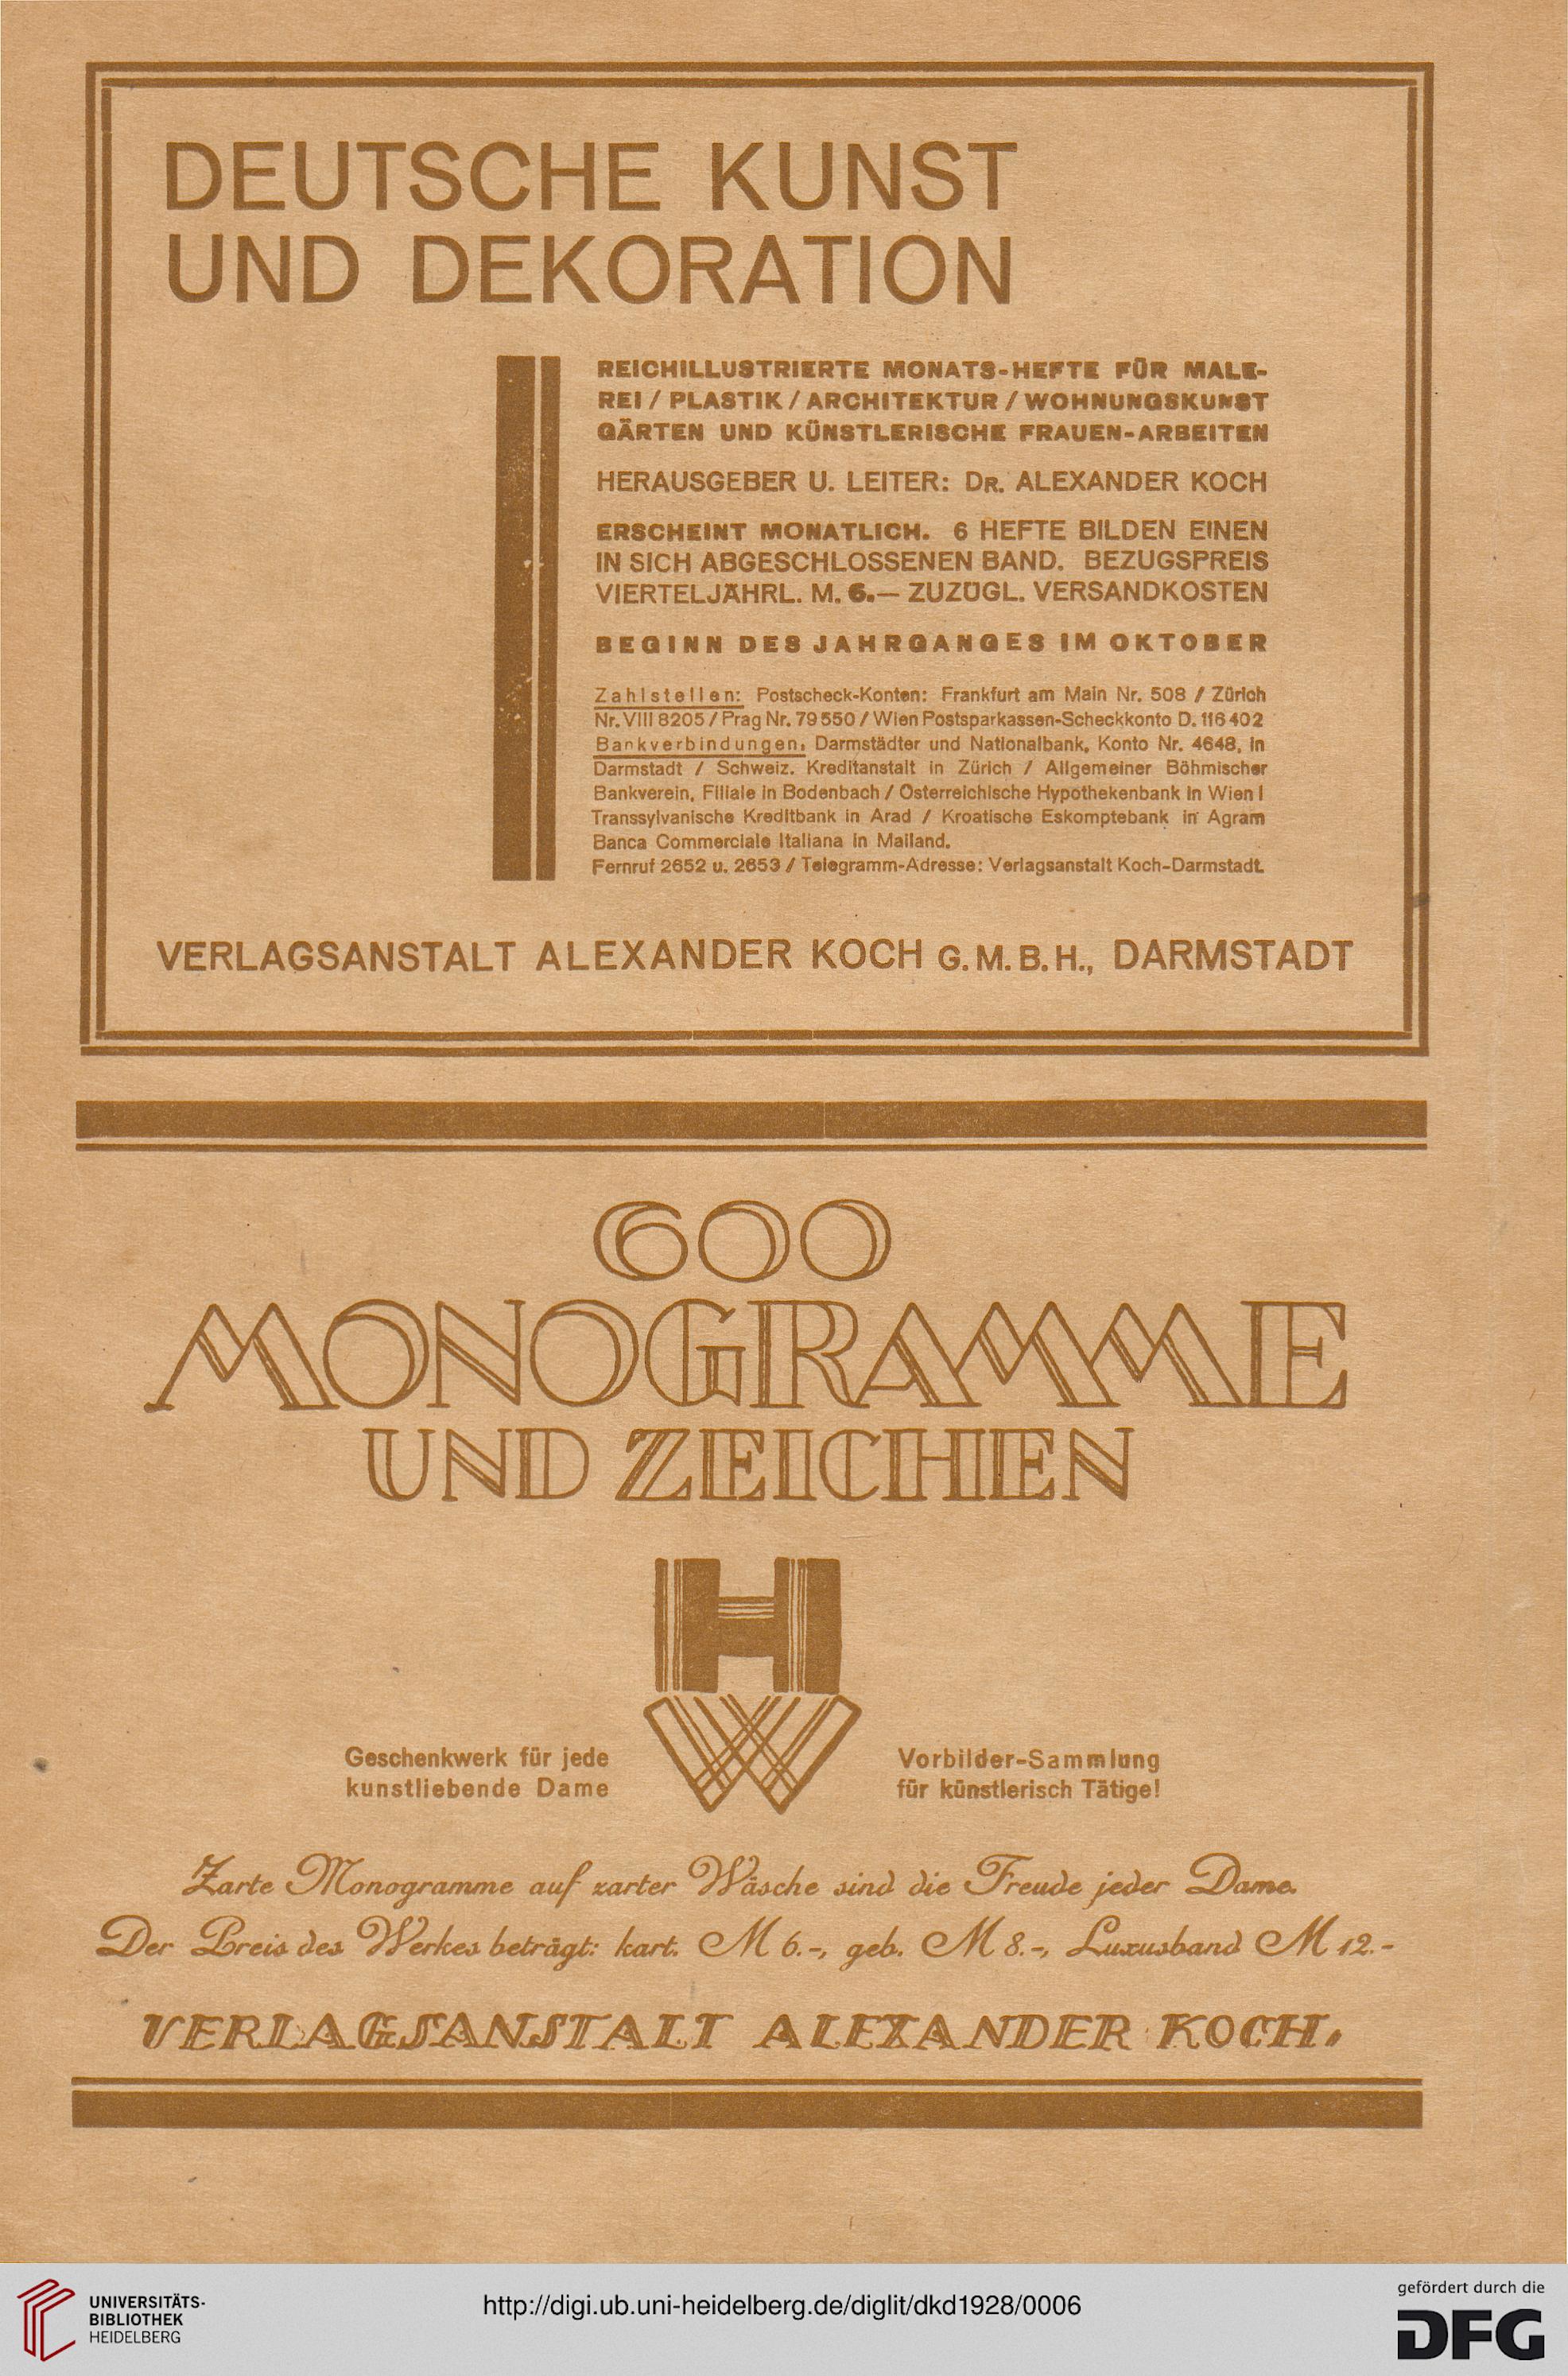 DEUTSCHE KUNST
UND DEKORATION
REICHILLUSTRIERTE MONATS-HEFTE FÜR MALE-
REI / PLASTIK / ARCHITEKTUR / WOHNUNGSKUNST
GÄRTEN UND KÜNSTLERISCHE FRAUEN-ARBEITEN
HERAUSGEBER U. LEITER: DR. ALEXANDER KOCH
ERSCHEINT MONATLICH. 6 HEFTE BILDEN EINEN
IN SICH ABGESCHLOSSENEN BAND. BEZUGSPREIS
VIERTELJÄHRL. M. 6.— ZUZÜGL. VERSANDKOSTEN
BEGINN DES JAHRGANGES IM OKTOBER
Zahlstellen: Postscheck-Konten: Frankfurt am Main Nr. 508 / Zürich
Nr. VIII 8205 / Prag Nr. 79550 / Wien Postsparkassen-Scheckkonto D. 116402
Bankverbindungen: Darmstädter und Nationalbank, Konto Nr. 4648, in
Darmstadt / Schweiz. Kreditanstalt in Zürich / Allgemeiner Böhmischer
Bankverein, Filiale in Bodenbach / Österreichische Hypothekenbank in Wien I
Transsylvanische Kreditbank in Arad / Kroatische Eskomptebank in Agram
Banca Commerciale Italiana in Mailand.
Fernruf 2652 u. 2653 / Telegramm-Adresse: Verlagsanstalt Koch-Darmstadt.
VERLAGSANSTALT ALEXANDER KOCH G.M.B.H., DARMSTADT
600
MONOGRAMME
UND ZEICHEN
H
W
Geschenkwerk für jede
kunstliebende Dame
Vorbilder-Sammlung
für künstlerisch Tätige!
Zarte Monogramme auf zarter Wäsche sind die Freude jeder Dame.
Der Preis des Werkes beträgt: kart. M 6.-, geb. M 8.-, Luxusband M 12.-
VERLAGSANSTALT ALEXANDER KOCH.
UNIVERSITÄTS-
BIBLIOTHEK
HEIDELBERG
http://digi.ub.uni-heidelberg.de/diglit/dkd1928/0006
gefördert durch die
DFG